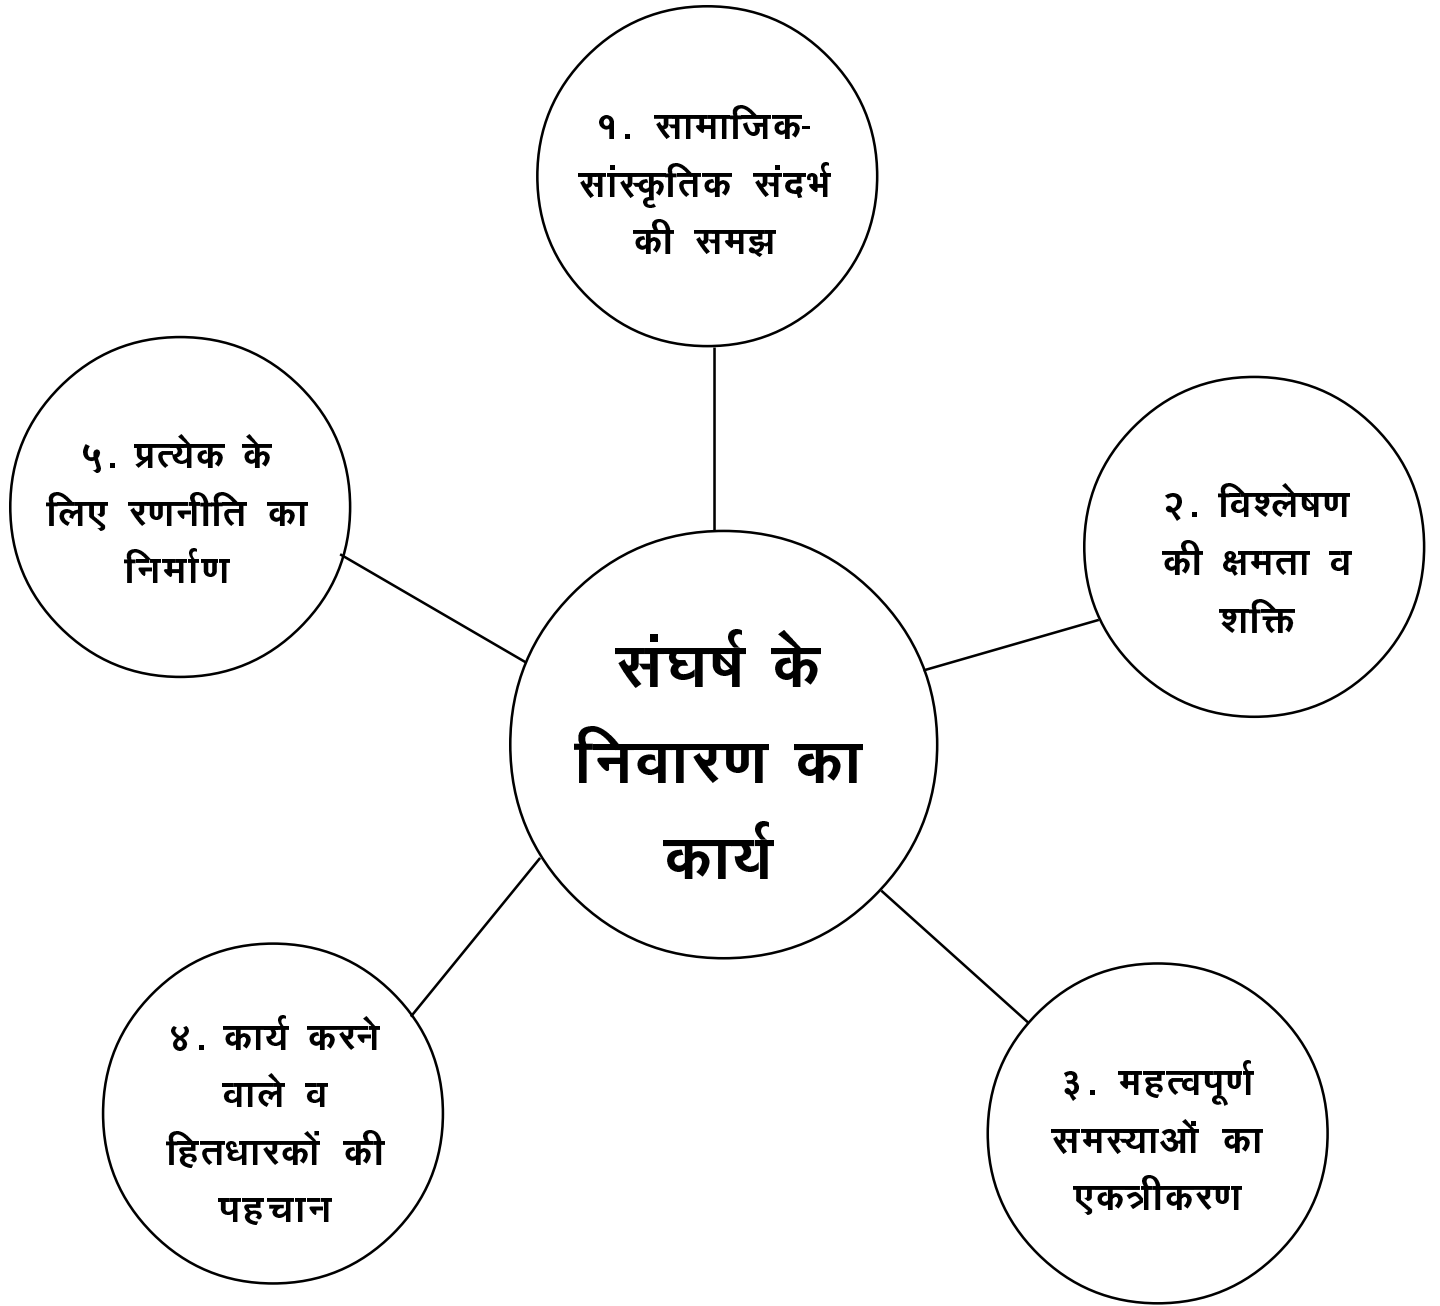 १. सामाजिक-
सांस्कृतिक संदर्भ
की समझ
२. विश्लेषण
की क्षमता व
शक्ति
३. महत्वपूर्ण
समस्याओं का
एकत्रीकरण
४. कार्य करने
वाले व
हितधारकों की
पहचान
५. प्रत्येक के
लिए रणनीति का
निर्माण
संघर्ष के
निवारण का
कार्य